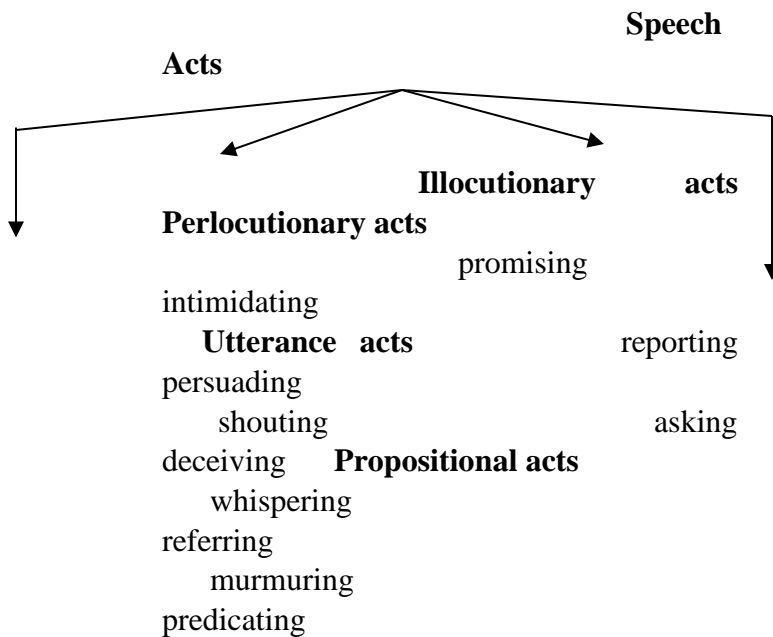 Speech
Acts
Illocutionary acts
Perlocutionary acts
promising
intimidating
Utterance acts reporting
persuading
shouting asking
deceiving Propositional acts
whispering
referring
murmuring
predicating